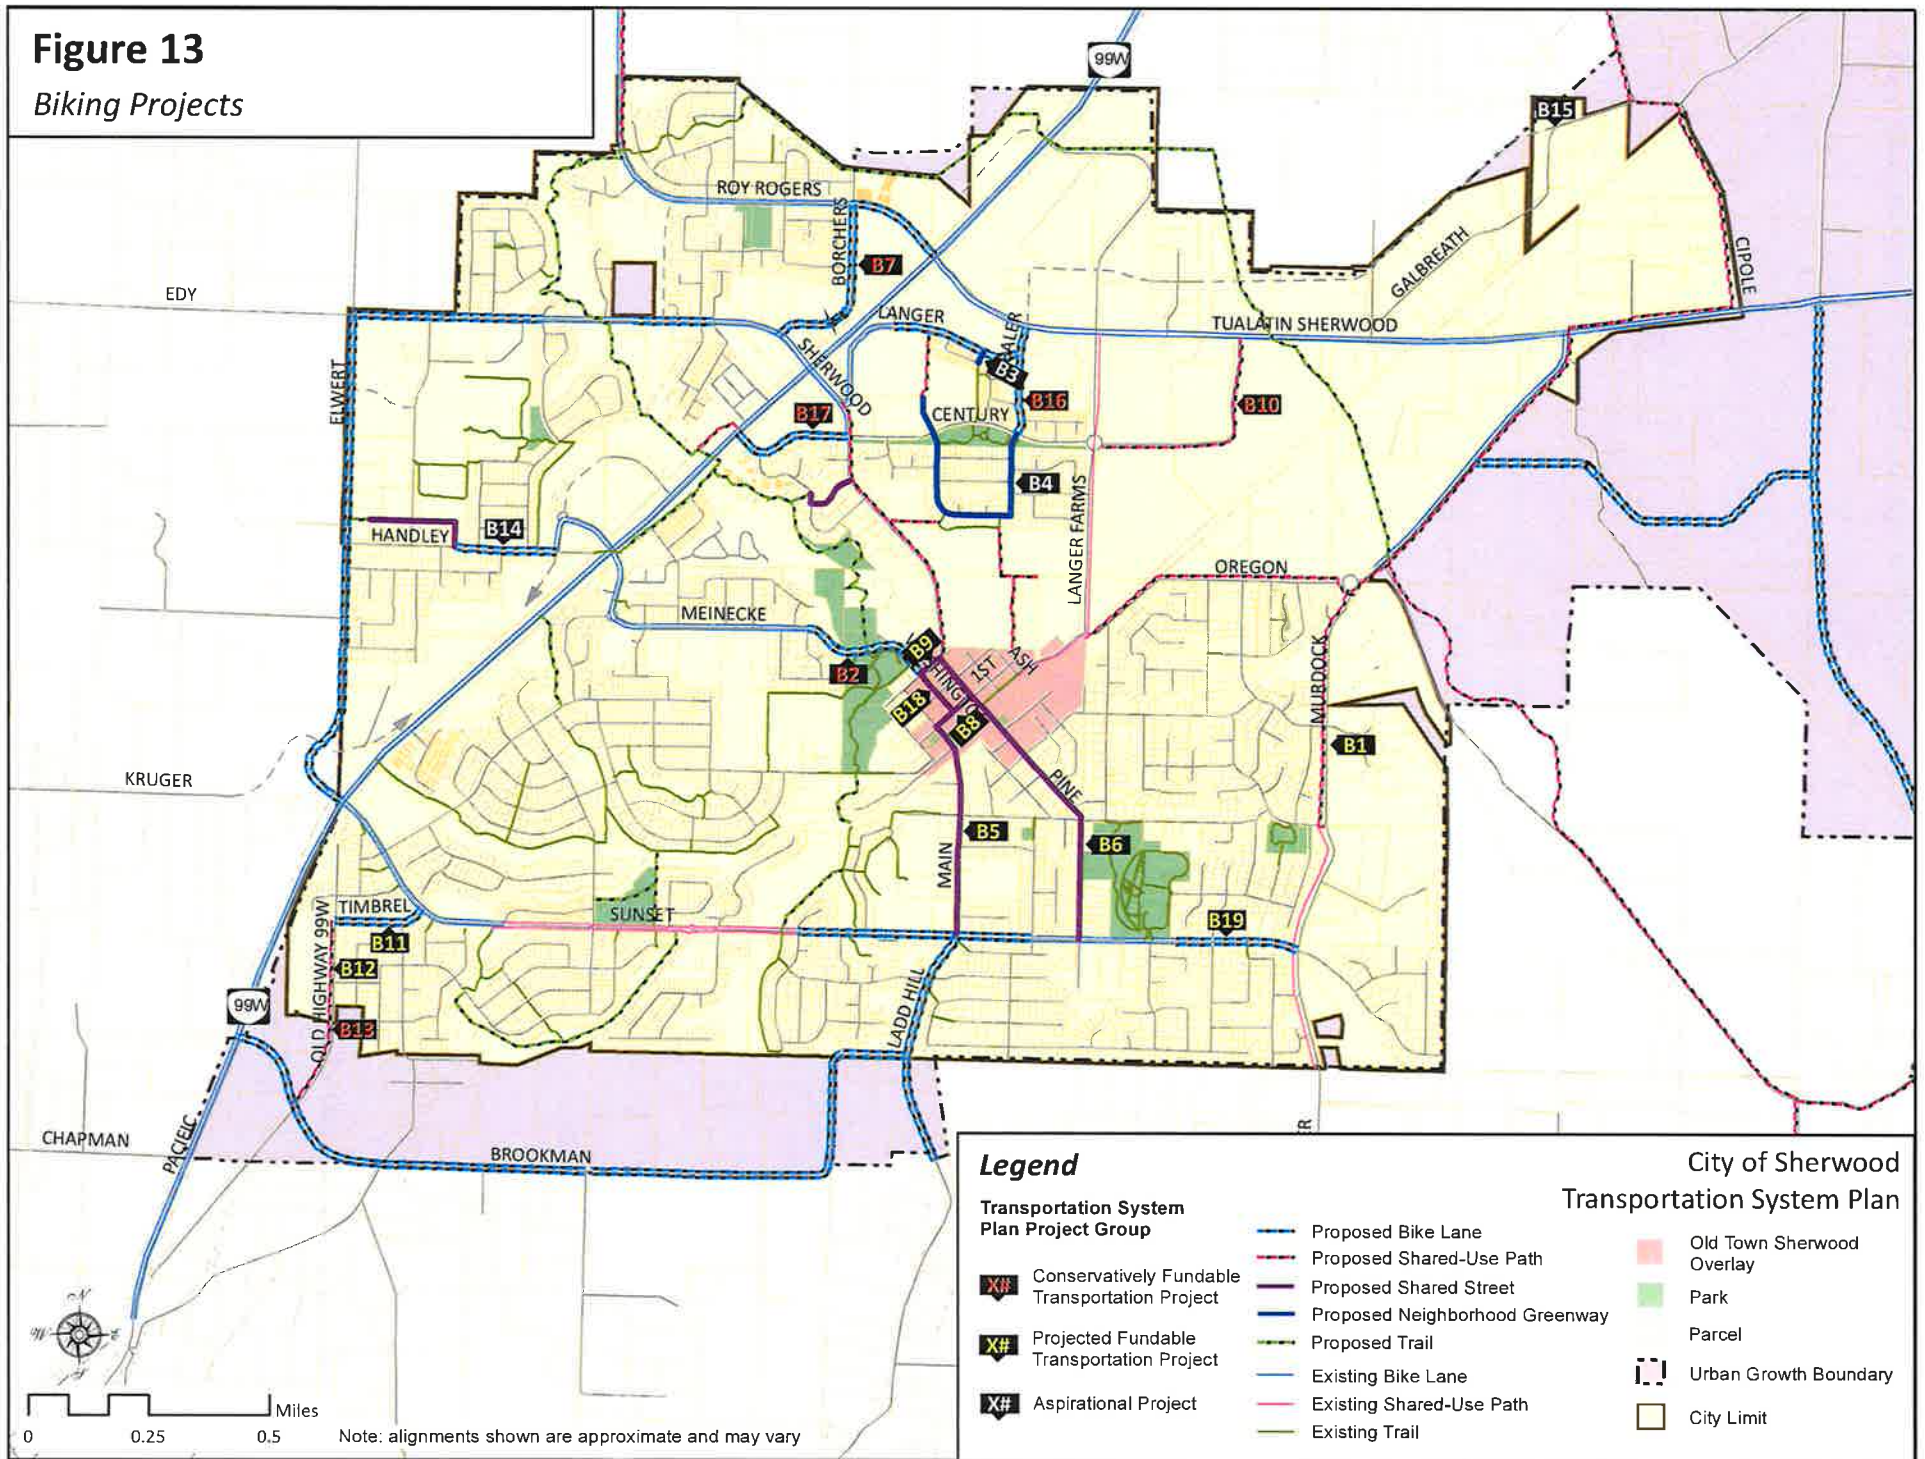 Figure 13
Biking Projects
99W
B15
ROY ROGERS
BORCHERS
B7
GALBREATH
CIPOLE
EDY
LANGER
TUALATIN SHERWOOD
ELWERT
SHERWOOD
B3
B17
CENTURY
B16
B10
B4
LANGER FARMS
HANDLEY
B14
OREGON
MEINECKE
B9
1ST
ASH
MURDOCK
B2
B18
B8
B1
KRUGER
PINE
MAIN
B5
B6
TIMBREL
SUNSET
B19
B11
OLD HIGHWAY 99W
B12
LADD HILL
99W
B13
CHAPMAN
PACIFIC
BROOKMAN
ER
Legend
City of Sherwood
Transportation System Plan
Transportation System
Plan Project Group
X#
Conservatively Fundable
Transportation Project
X#
Projected Fundable
Transportation Project
X#
Aspirational Project
Proposed Bike Lane
Proposed Shared-Use Path
Proposed Shared Street
Proposed Neighborhood Greenway
Proposed Trail
Existing Bike Lane
Existing Shared-Use Path
Existing Trail
Old Town Sherwood
Overlay
Park
Parcel
Urban Growth Boundary
City Limit
Miles
0 0.25 0.5
Note: alignments shown are approximate and may vary